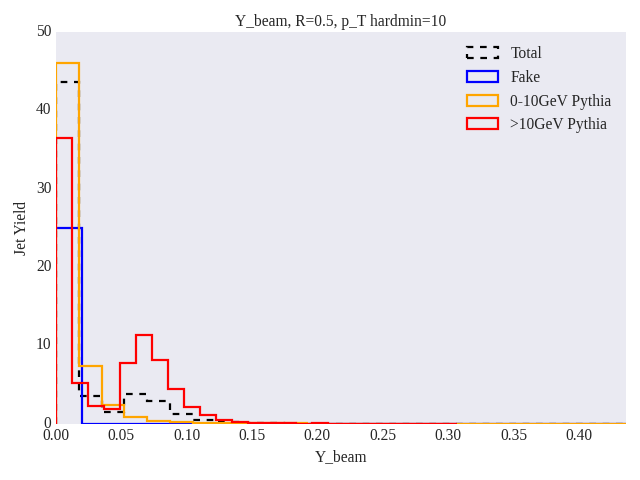 Y_beam, R=0.5, p_T hardmin=10
50
40
30
20
10
0
Jet Yield
Total
Fake
0-10GeV Pythia
>10GeV Pythia
0.00 0.05 0.10 0.15 0.20 0.25 0.30 0.35 0.40
Y_beam